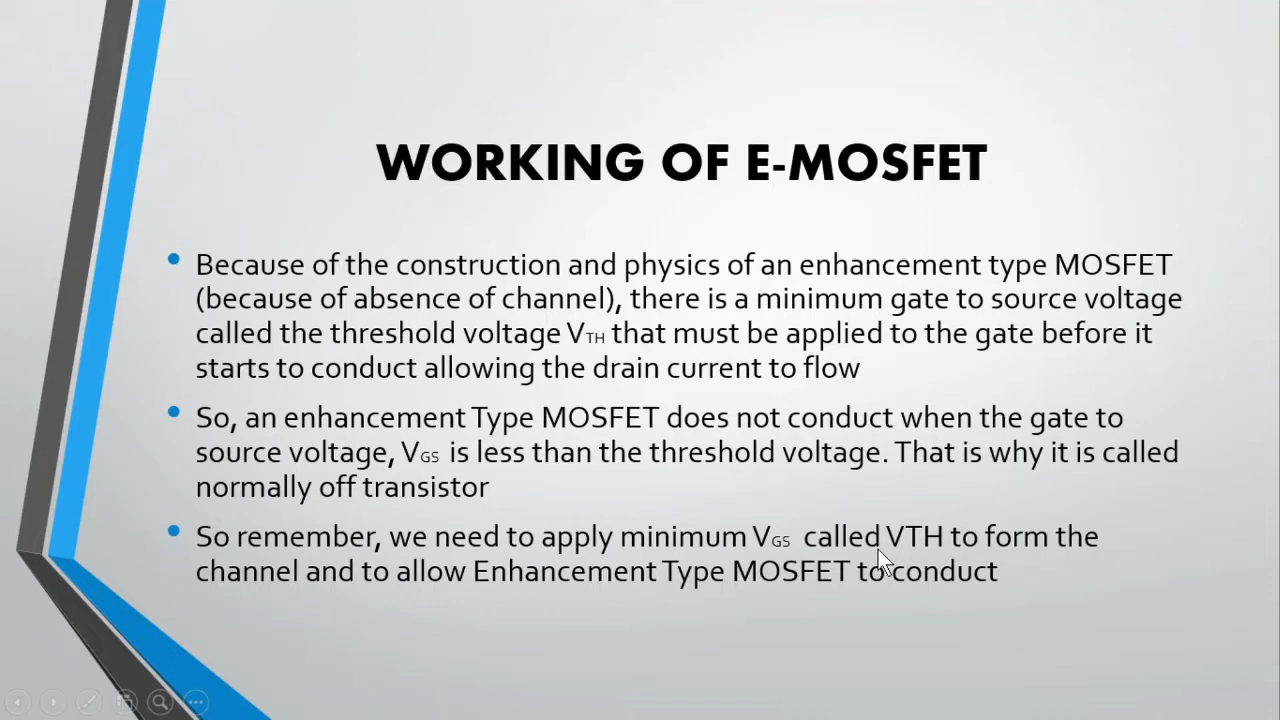 WORKING OF E-MOSFET
• Because of the construction and physics of an enhancement type MOSFET
(because of absence of channel), there is a minimum gate to source voltage
called the threshold voltage VTH that must be applied to the gate before it
starts to conduct allowing the drain current to flow
• So, an enhancement Type MOSFET does not conduct when the gate to
source voltage, VGS is less than the threshold voltage. That is why it is called
normally off transistor
• So remember, we need to apply minimum VGS called VTH to form the
channel and to allow Enhancement Type MOSFET to conduct